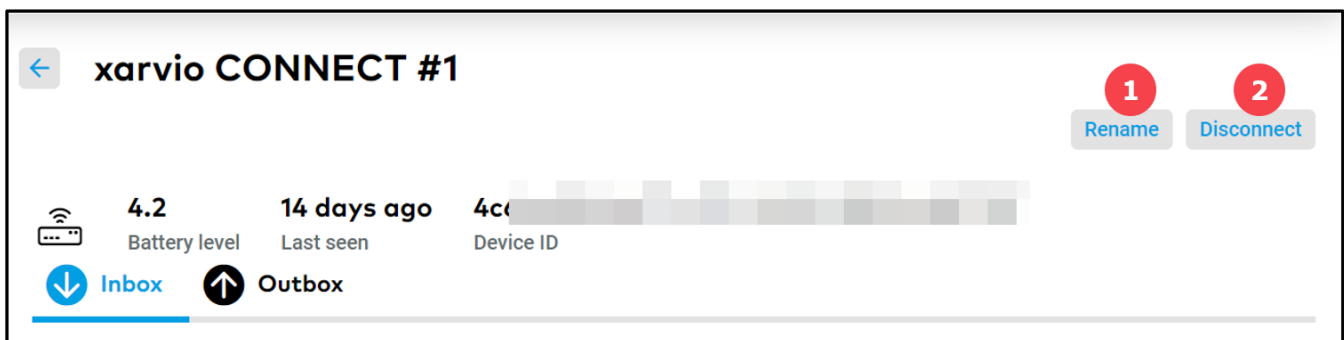 xarvio CONNECT #1
1 2
Rename Disconnect
4.2 14 days ago
Battery level Last seen Device ID
Inbox Outbox